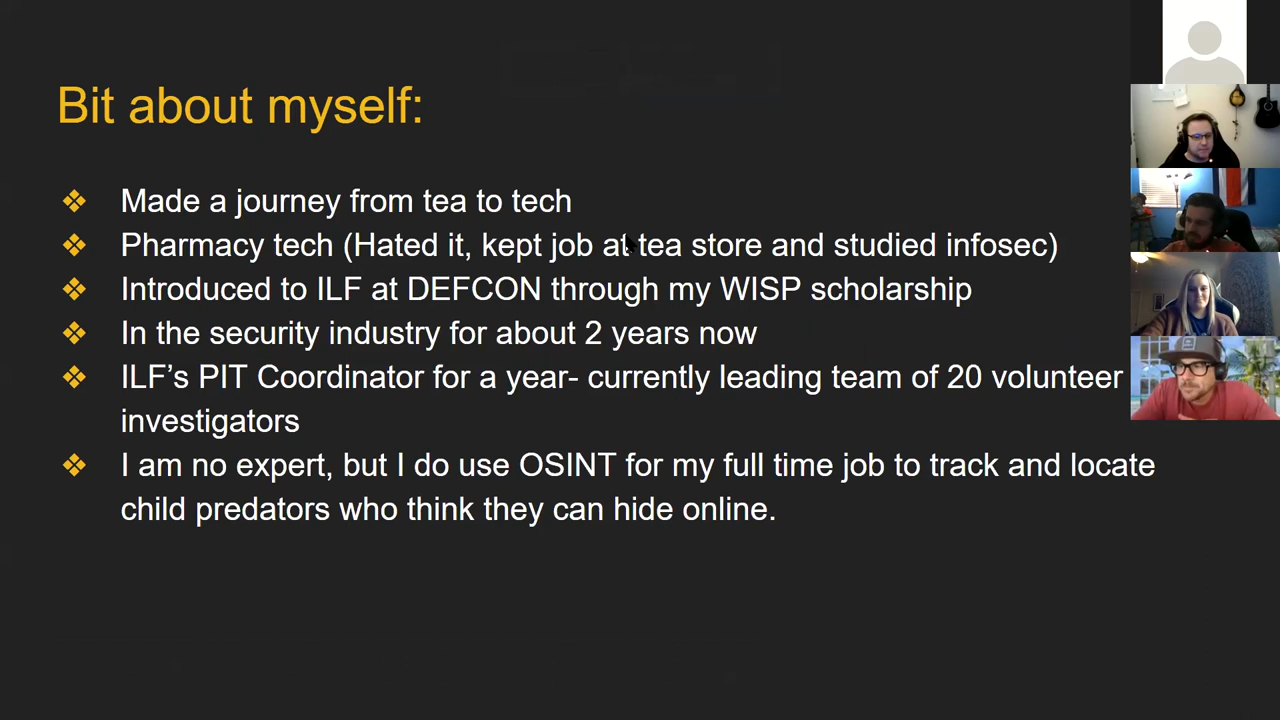 Bit about myself:
Made a journey from tea to tech
Pharmacy tech (Hated it, kept job at tea store and studied infosec)
Introduced to ILF at DEFCON through my WISP scholarship
In the security industry for about 2 years now
ILF’s PIT Coordinator for a year- currently leading team of 20 volunteer
investigators
I am no expert, but I do use OSINT for my full time job to track and locate
child predators who think they can hide online.